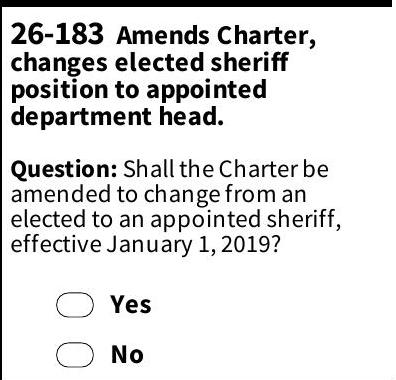 26-183 Amends Charter,
changes elected sheriff
position to appointed
department head.
Question: Shall the Charter be
amended to change from an
elected to an appointed sheriff,
effective January 1, 2019?
Yes
No